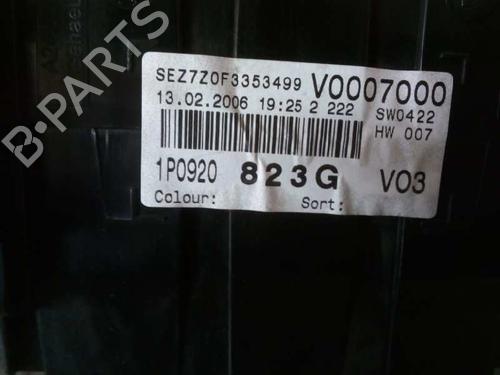 SEZ7Z0F3353499 V0007000
13.02.2006 19:25 2 222 SW0422
HW 007
1P0920 823G V03
Colour: Sort:
B-PARTS